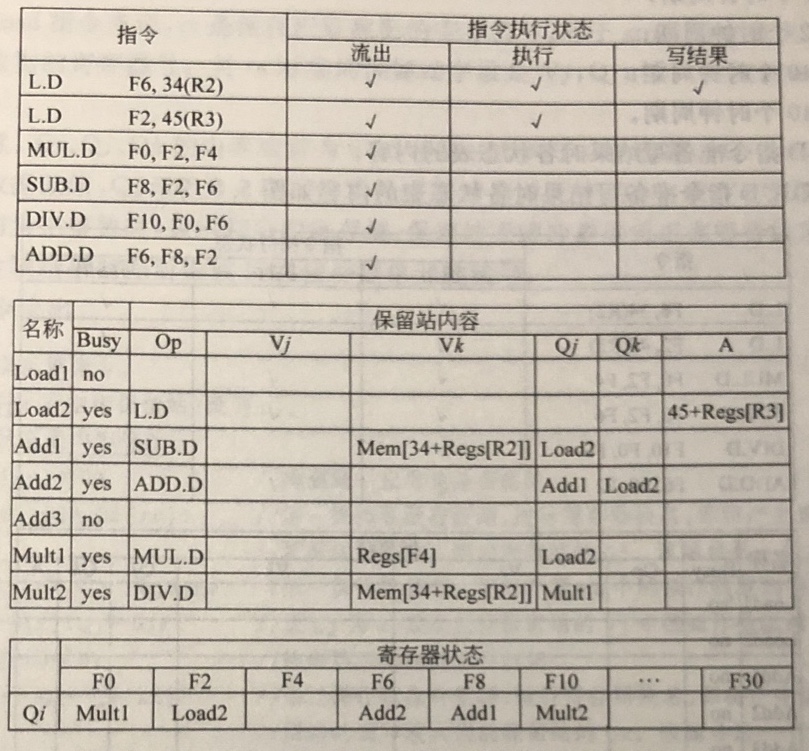 指令 指令执行状态
流出 执行 写结果
L.D F6, 34(R2) √ √ √
L.D F2, 45(R3) √ √
MUL.D F0, F2, F4 √
SUB.D F8, F2, F6 √
DIV.D F10, F0, F6 √
ADD.D F6, F8, F2 √
名称 保留站内容
Busy Op Vj Vk Qj Qk A
Load1 no
Load2 yes L.D 45+Regs[R3]
Add1 yes SUB.D Mem[34+Regs[R2]] Load2
Add2 yes ADD.D Add1 Load2
Add3 no
Mult1 yes MUL.D Regs[F4] Load2
Mult2 yes DIV.D Mem[34+Regs[R2]] Mult1
寄存器状态
F0 F2 F4 F6 F8 F10 … F30
Qi Mult1 Load2 Add2 Add1 Mult2